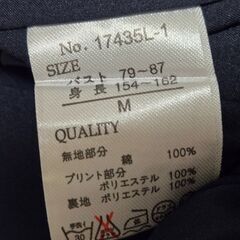 No. 17435L-1
SIZE
バスト 79~87
身長 154~162
M
QUALITY
無地部分
綿 100%
プリント部分
ポリエステル 100%
裏地 ポリエステル 100%